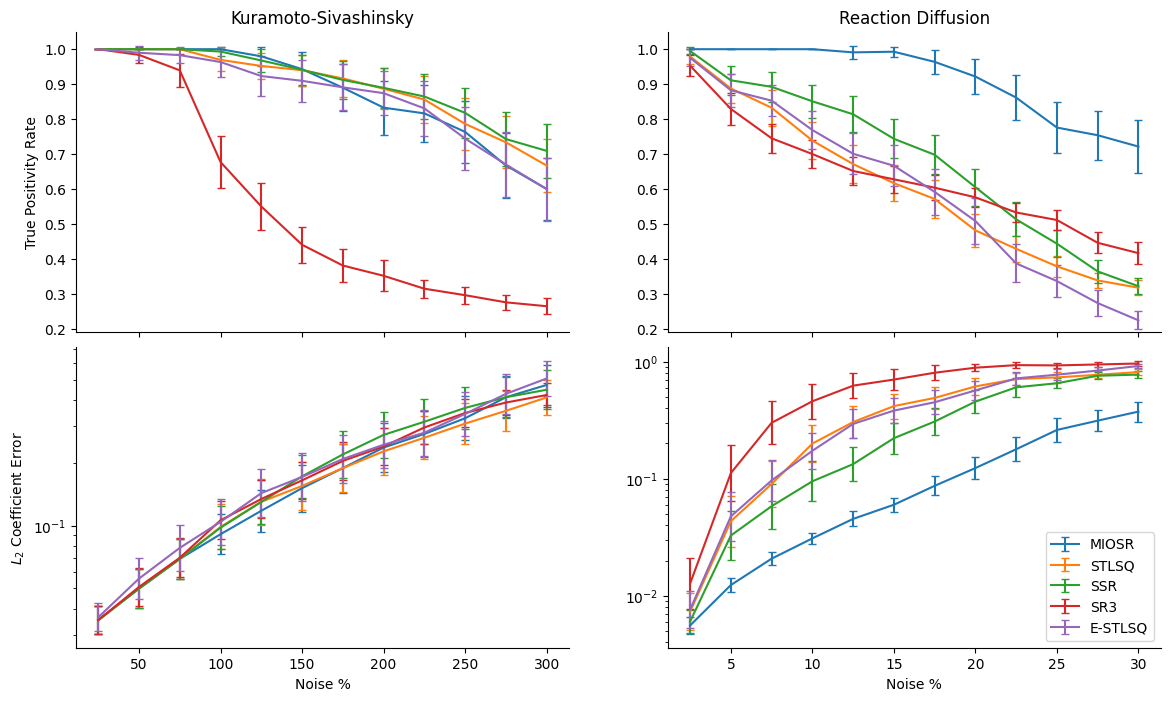 Kuramoto-Sivashinsky
Reaction Diffusion
True Positivity Rate
1.0
0.9
0.8
0.7
0.6
0.5
0.4
0.3
0.2
1.0
0.9
0.8
0.7
0.6
0.5
0.4
0.3
0.2
L₂ Coefficient Error
10⁻¹
50 100 150 200 250 300
Noise %
10⁰
10⁻¹
10⁻²
5 10 15 20 25 30
Noise %
MIOSR
STLSQ
SSR
SR3
E-STLSQ